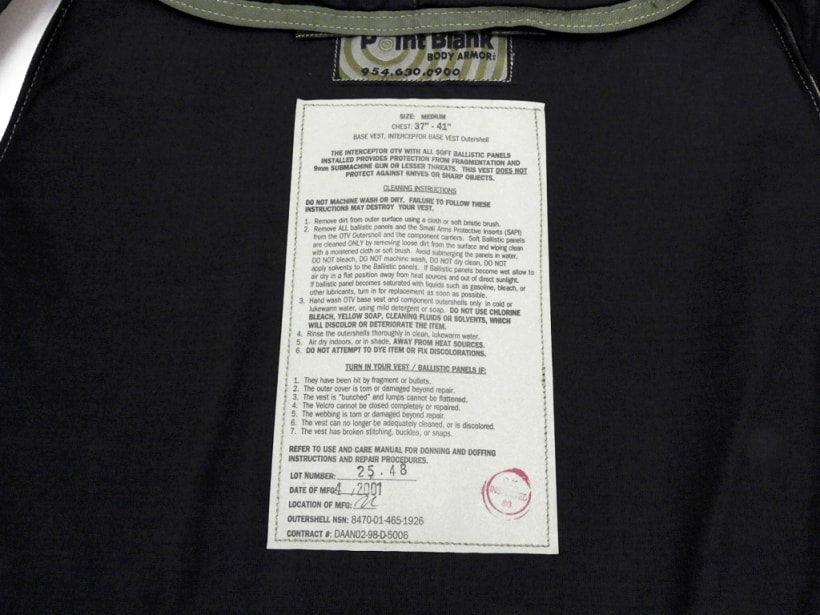 Point Blank
BODY ARMOR
954.630.0900
SIZE: MEDIUM
CHEST: 37" - 41"
BASE VEST, INTERCEPTOR BASE VEST Outershell
THE INTERCEPTOR OTV WITH ALL SOFT BALLISTIC PANELS
INSTALLED PROVIDES PROTECTION FROM FRAGMENTATION AND
9mm SUBMACHINE GUN OR LESSER THREATS. THIS VEST DOES NOT
PROTECT AGAINST KNIVES OR SHARP OBJECTS.
CLEANING INSTRUCTIONS
DO NOT MACHINE WASH OR DRY. FAILURE TO FOLLOW THESE
INSTRUCTIONS MAY DESTROY YOUR VEST.
1. Remove dirt from outer surface using a cloth or soft bristle brush.
2. Remove ALL ballistic panels and the Small Arms Protective Inserts (SAPI)
from the OTV Outershell and the component carriers. Soft Ballistic panels
are cleaned ONLY by removing loose dirt from the surface and wiping clean
with a moistened cloth or soft brush. Avoid submerging the panels in water.
DO NOT bleach, DO NOT machine wash, DO NOT dry clean, DO NOT
apply solvents to the Ballistic panels. If Ballistic panels become wet allow to
air dry in a flat position away from heat sources and out of direct sunlight.
If ballistic panel becomes saturated with liquids such as gasoline, bleach, or
other lubricants, turn in for replacement as soon as possible.
3. Hand wash OTV base vest and component outershells only in cold or
lukewarm water, using mild detergent or soap. DO NOT USE CHLORINE
BLEACH, YELLOW SOAP, CLEANING FLUIDS OR SOLVENTS, WHICH
WILL DISCOLOR OR DETERIORATE THE ITEM.
4. Rinse the outershells thoroughly in clean, lukewarm water.
5. Air dry indoors, or in shade, AWAY FROM HEAT SOURCES.
6. DO NOT ATTEMPT TO DYE ITEM OR FIX DISCOLORATIONS.
TURN IN YOUR VEST / BALLISTIC PANELS IF:
1. They have been hit by fragment or bullets.
2. The outer cover is torn or damaged beyond repair.
3. The vest is "bunched" and lumps cannot be flattened.
4. The Velcro cannot be closed completely or repaired.
5. The webbing is torn or damaged beyond repair.
6. The vest can no longer be adequately cleaned, or is discolored.
7. The vest has broken stitching, buckles, or snaps.
REFER TO USE AND CARE MANUAL FOR DONNING AND DOFFING
INSTRUCTIONS AND REPAIR PROCEDURES.
LOT NUMBER: 25.48
DATE OF MFG: 4, 2001
LOCATION OF MFG:
OUTERSHELL NSN: 8470-01-465-1926
CONTRACT #: DAAN02-98-D-5006